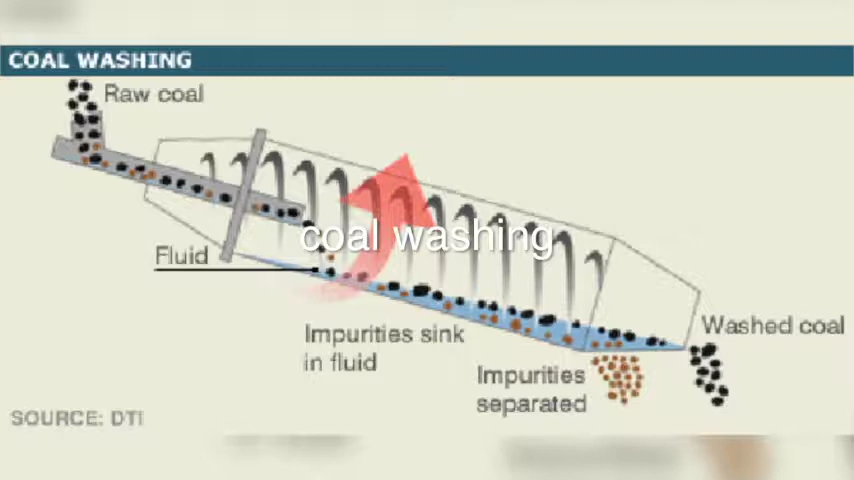 COAL WASHING
Raw coal
coal washing
Fluid
Impurities sink
in fluid
Washed coal
Impurities
separated
SOURCE: DTI